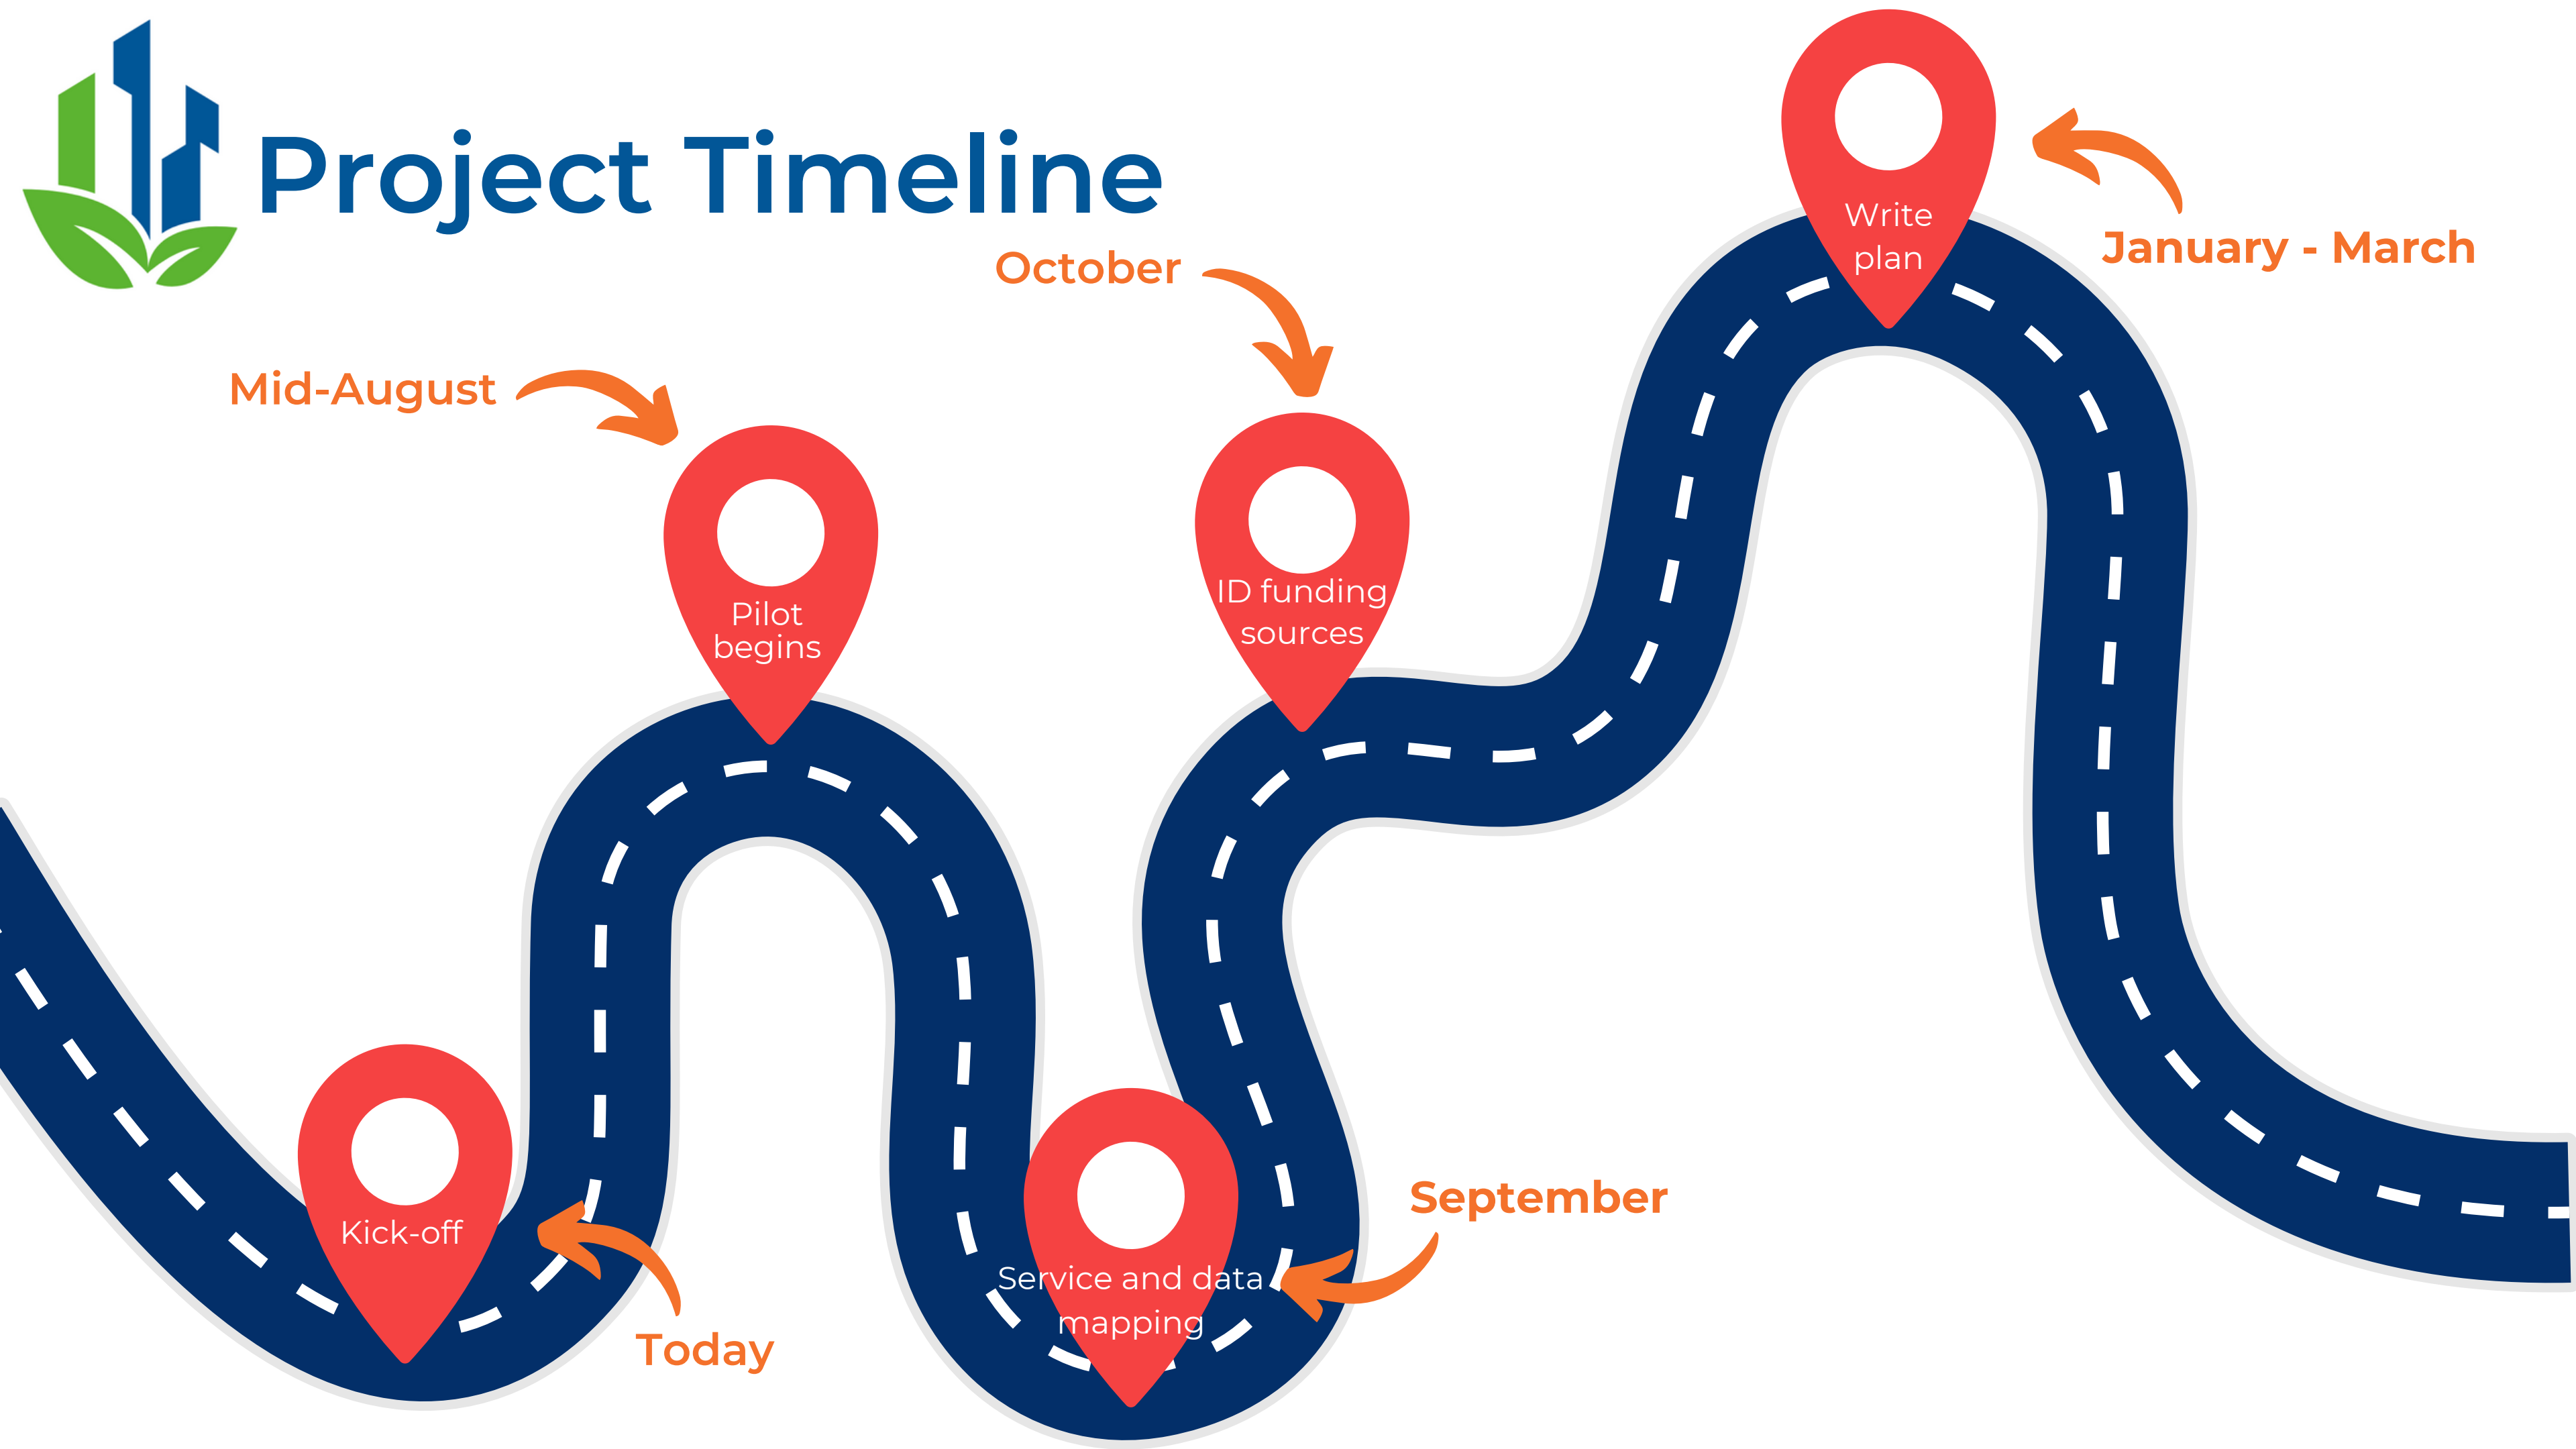 Project Timeline
October
Mid-August
Write
plan
January - March
Pilot
begins
ID funding
sources
Kick-off
Today
Service and data
mapping
September